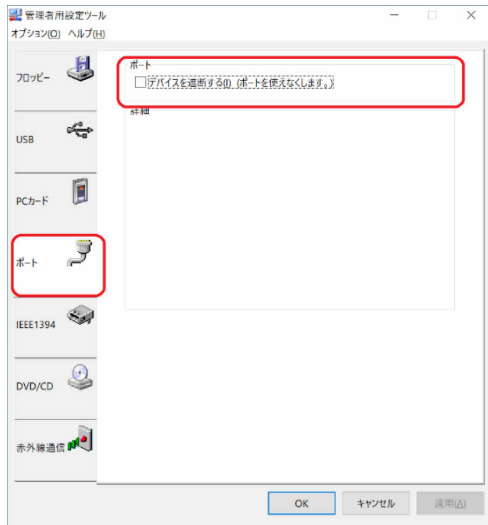 管理者用設定ツール
オプション(O) ヘルプ(H)
フロッピー
USB
PCカード
ポート
IEEE1394
DVD/CD
赤外線通信
ポート
デバイスを遮断する(I) (ポートを使えなくします。)
詳細
OK
キャンセル
適用(A)